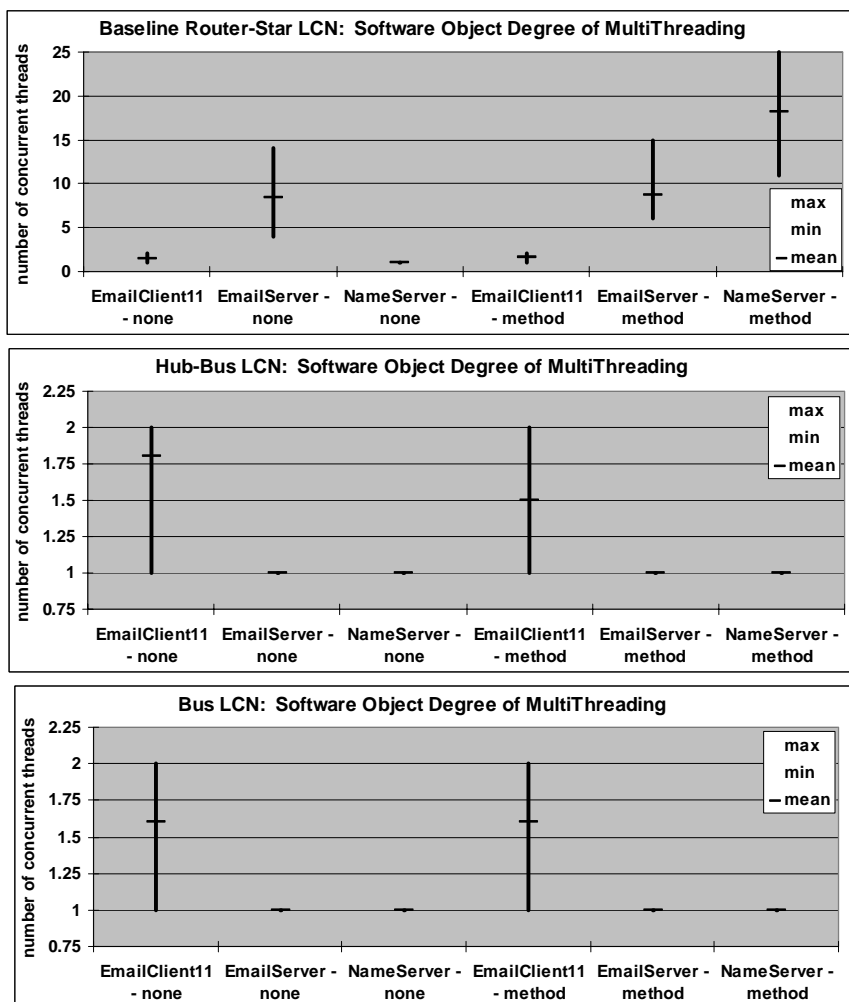 Baseline Router-Star LCN: Software Object Degree of MultiThreading
number of concurrent threads
25
20
15
10
5
0
max
min
mean
EmailClient11 - none
EmailServer - none
NameServer - none
EmailClient11 - method
EmailServer - method
NameServer - method
Hub-Bus LCN: Software Object Degree of MultiThreading
number of concurrent threads
2.25
2
1.75
1.5
1.25
1
0.75
max
min
mean
EmailClient11 - none
EmailServer - none
NameServer - none
EmailClient11 - method
EmailServer - method
NameServer - method
Bus LCN: Software Object Degree of MultiThreading
number of concurrent threads
2.25
2
1.75
1.5
1.25
1
0.75
max
min
mean
EmailClient11 - none
EmailServer - none
NameServer - none
EmailClient11 - method
EmailServer - method
NameServer - method